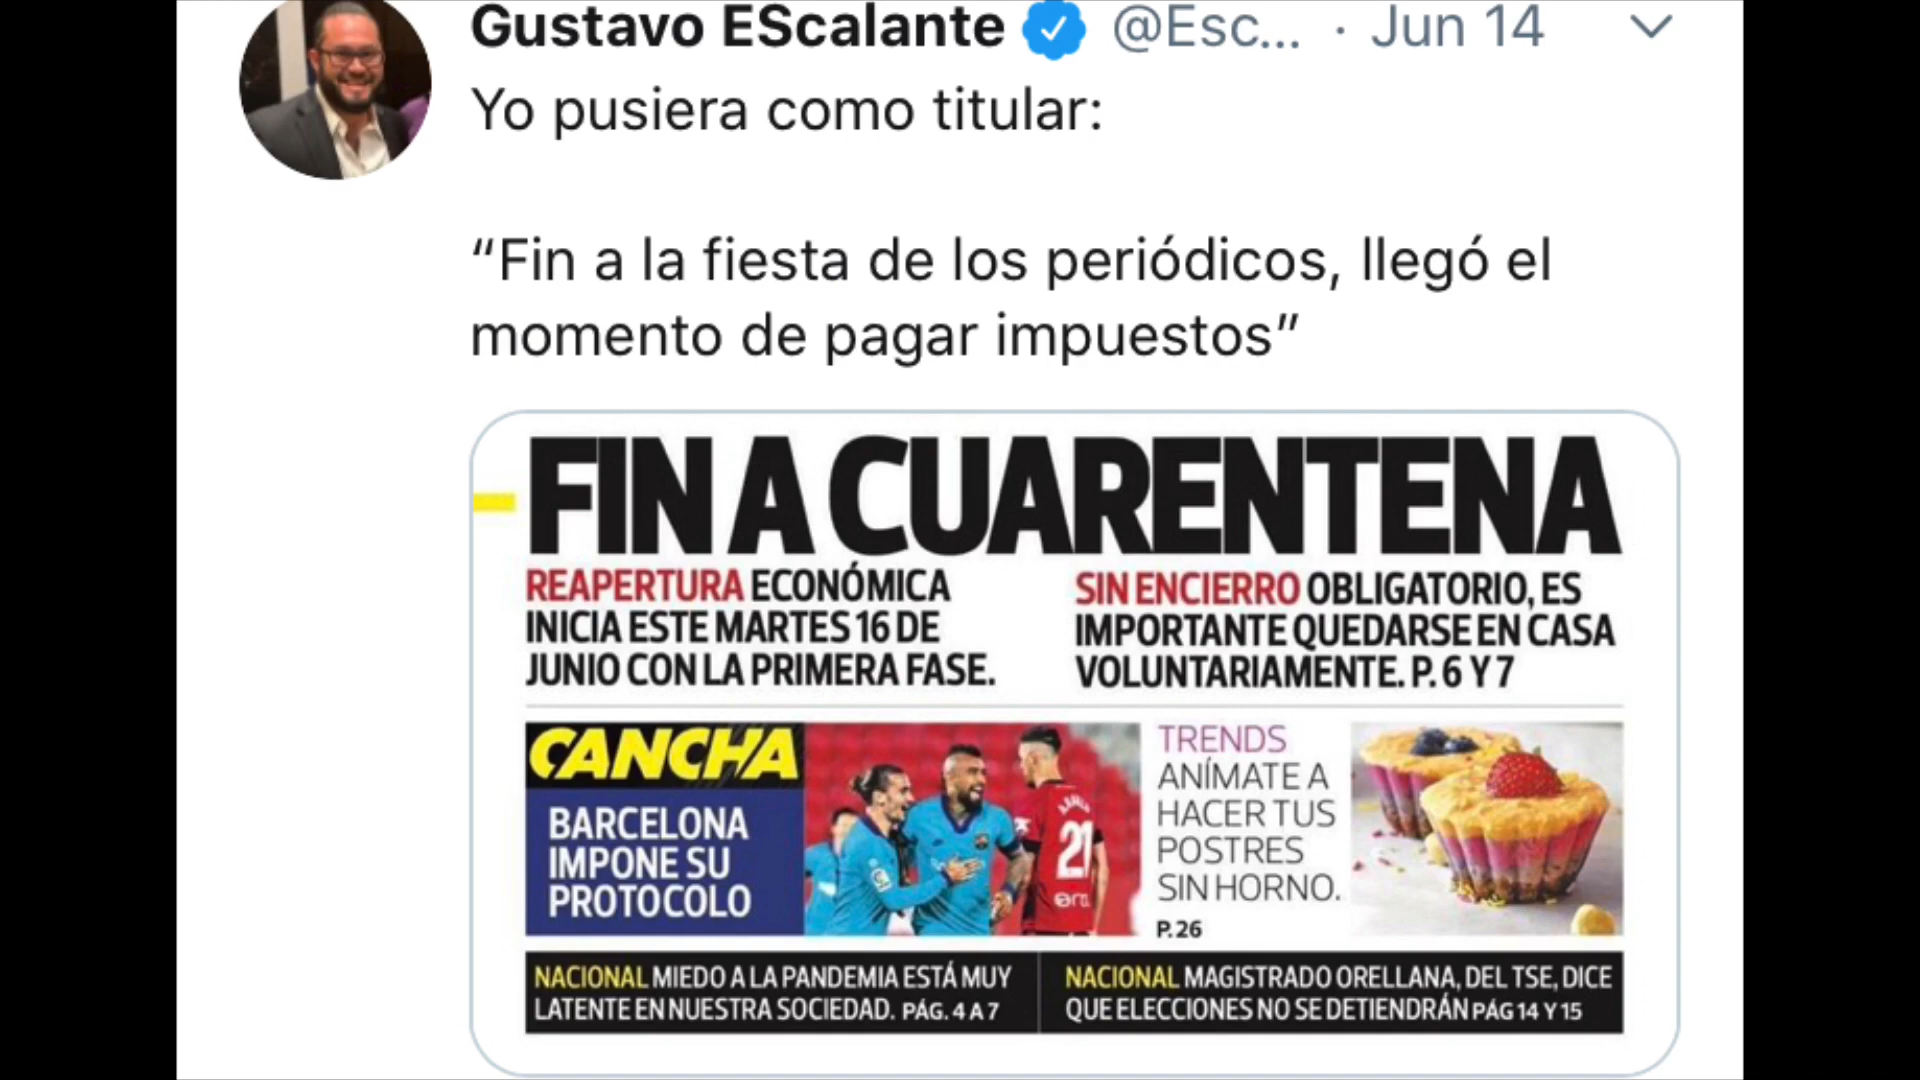 Gustavo EScalante @Esc... · Jun 14
Yo pusiera como titular:
“Fin a la fiesta de los periódicos, llegó el
momento de pagar impuestos”
FIN A CUARENTENA
REAPERTURA ECONÓMICA
INICIA ESTE MARTES 16 DE
JUNIO CON LA PRIMERA FASE.
SIN ENCIERRO OBLIGATORIO, ES
IMPORTANTE QUEDARSE EN CASA
VOLUNTARIAMENTE. P. 6 Y 7
CANCHA
BARCELONA
IMPONE SU
PROTOCOLO
21
TRENDS
ANÍMATE A
HACER TUS
POSTRES
SIN HORNO.
P. 26
NACIONAL MIEDO A LA PANDEMIA ESTÁ MUY
LATENTE EN NUESTRA SOCIEDAD. PÁG. 4 A 7
NACIONAL MAGISTRADO ORELLANA, DEL TSE, DICE
QUE ELECCIONES NO SE DETIENDRÁN PÁG 14 Y 15